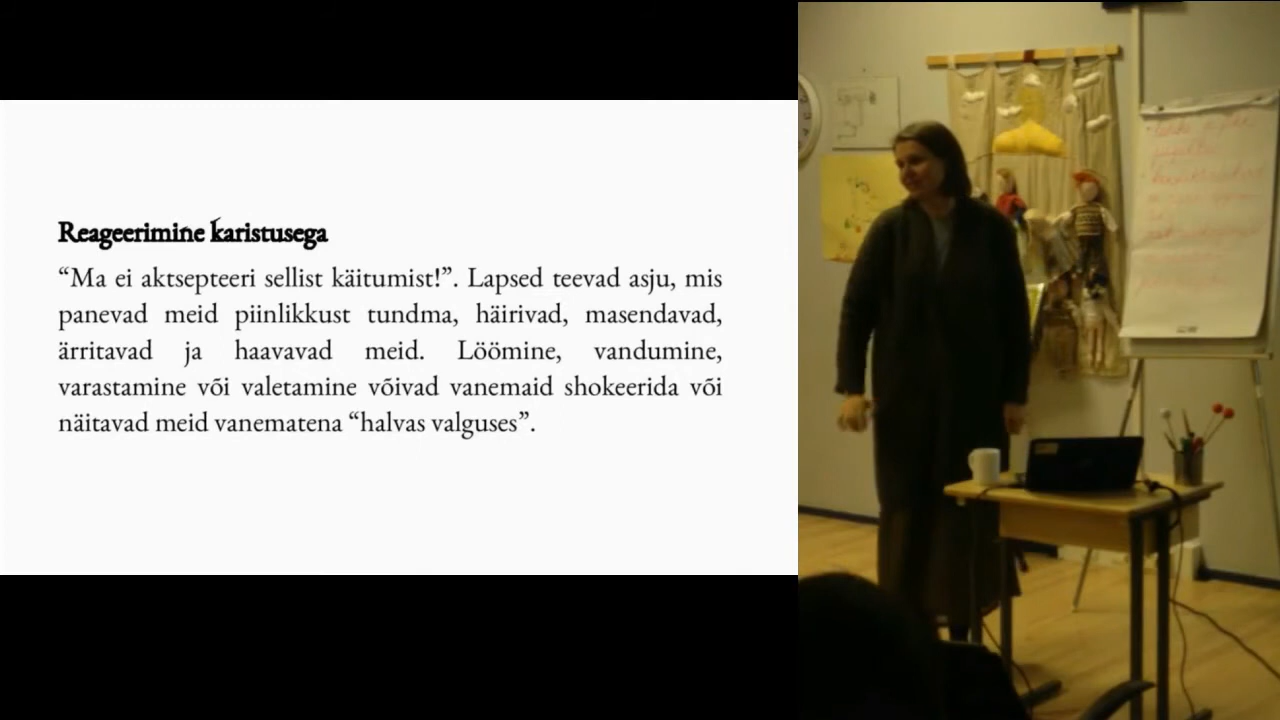 Reageerimine karistusega
“Ma ei aktsepteeri sellist käitumist!”. Lapsed teevad asju, mis
panevad meid piinlikkust tundma, häirivad, masendavad,
ärritavad ja haavavad meid. Löömine, vandumine,
varastamine või valetamine võivad vanemaid shokeerida või
näitavad meid vanematena “halvas valguses”.